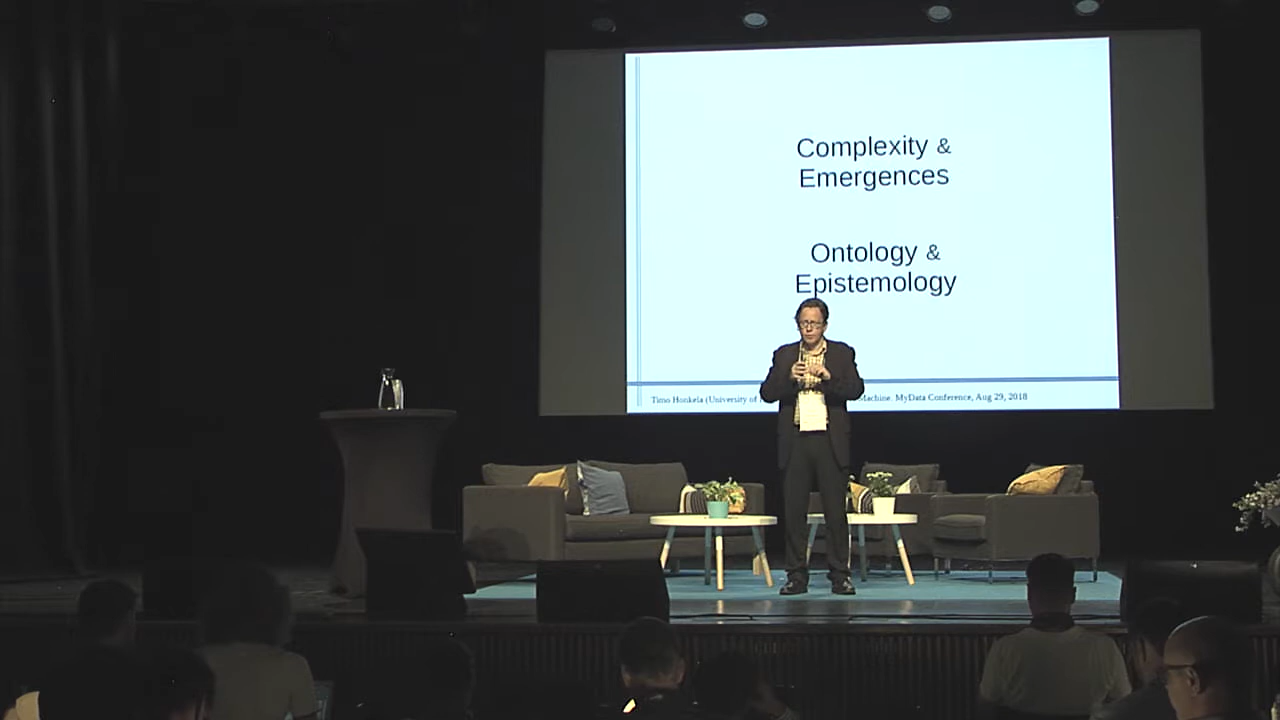 Complexity &
Emergences
Ontology &
Epistemology
Timo Honkela (University of Machine. MyData Conference, Aug 29, 2018